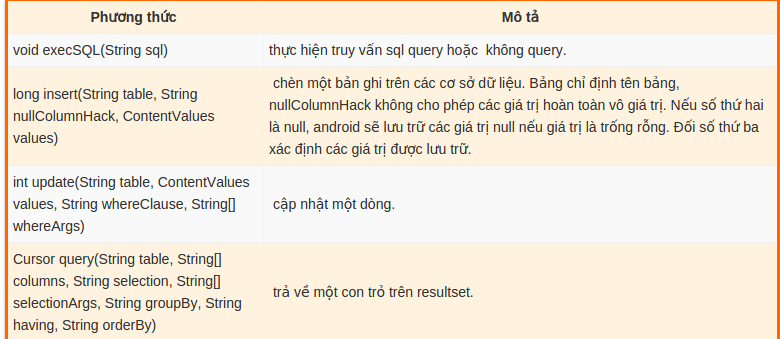 Phương thức
Mô tả
void execSQL(String sql)
thực hiện truy vấn sql query hoặc không query.
long insert(String table, String
nullColumnHack, ContentValues
values)
chèn một bản ghi trên các cơ sở dữ liệu. Bảng chỉ định tên bảng,
nullColumnHack không cho phép các giá trị hoàn toàn vô giá trị. Nếu số thứ hai
là null, android sẽ lưu trữ các giá trị null nếu giá trị là trống rỗng. Đối số thứ ba
xác định các giá trị được lưu trữ.
int update(String table, ContentValues
values, String whereClause, String[]
whereArgs)
cập nhật một dòng.
Cursor query(String table, String[]
columns, String selection, String[]
selectionArgs, String groupBy, String
having, String orderBy)
trả về một con trỏ trên resultset.